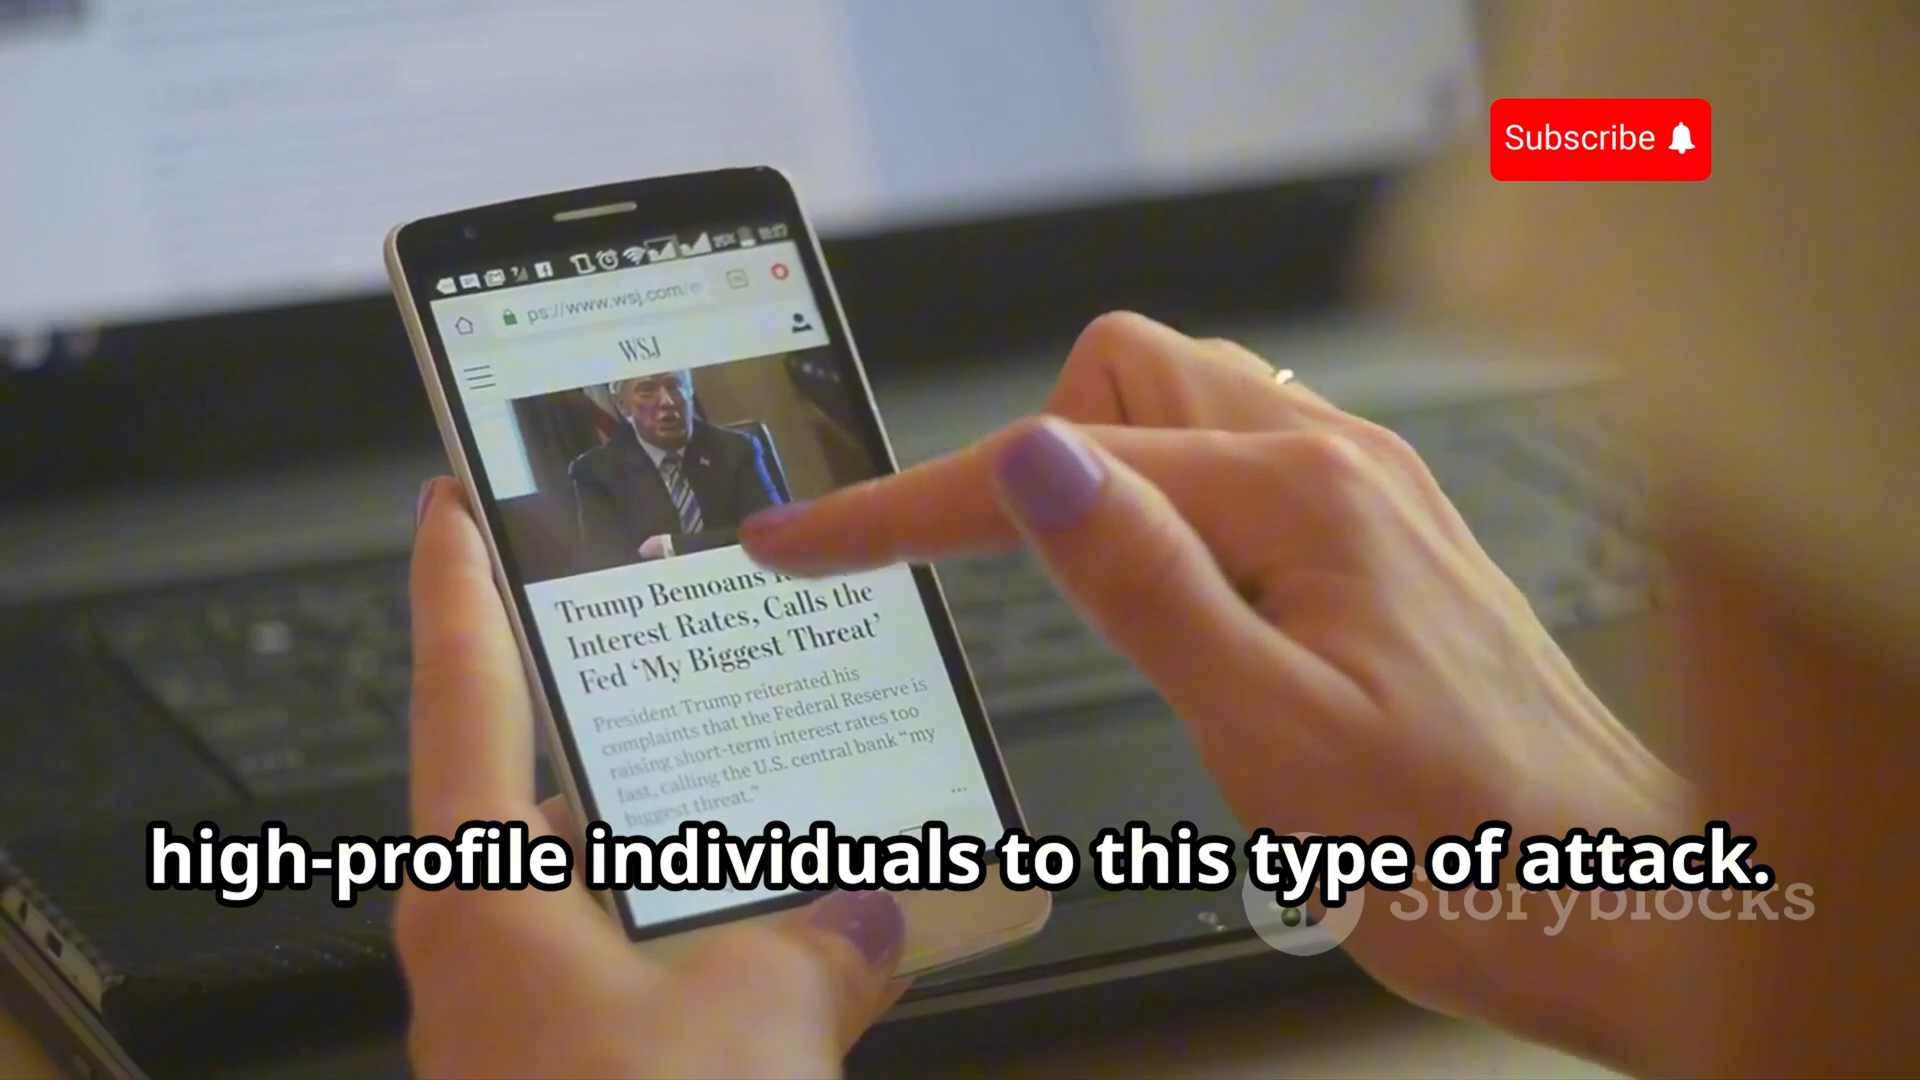 Subscribe
ps://www.wsj.com/e
WSJ
Trump Bemoans
Interest Rates, Calls the
Fed ‘My Biggest Threat’
President Trump reiterated his
complaints that the Federal Reserve is
raising short-term interest rates too
fast, calling the U.S. central bank “my
biggest threat.”
high-profile individuals to this type of attack.
Storyblocks